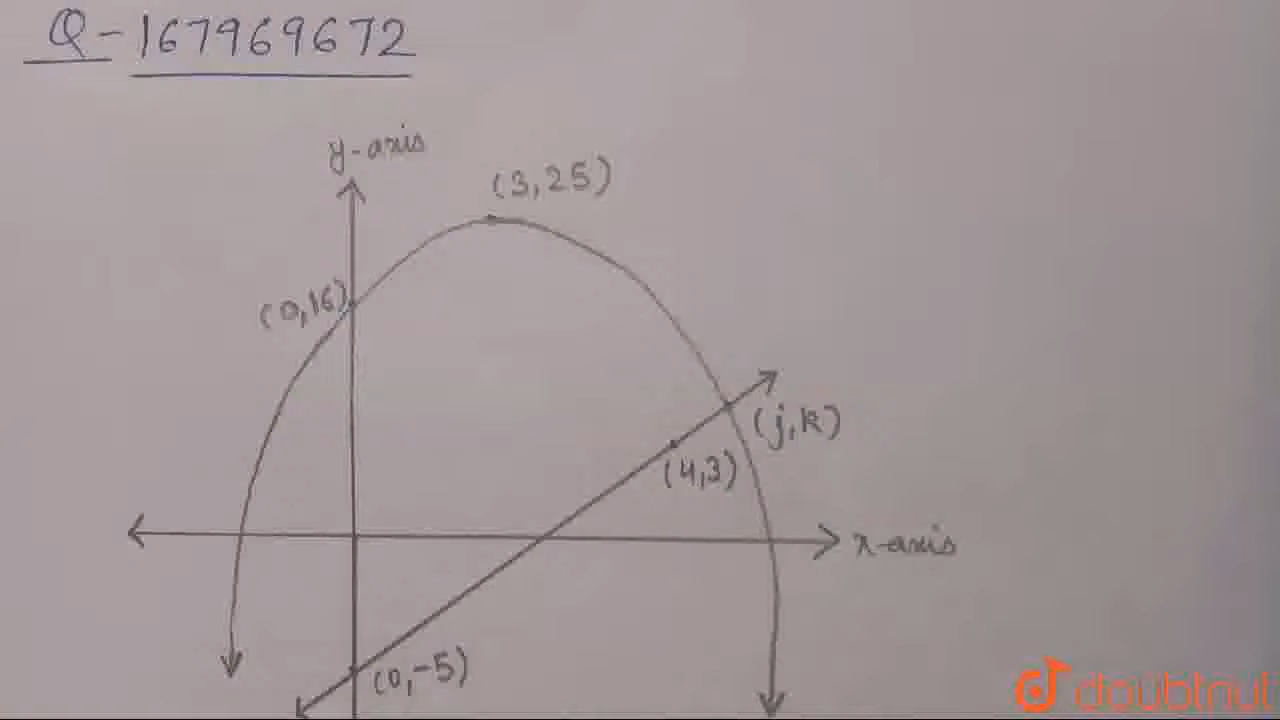 Q-167969672
y-axis
(3,25)
(0,16)
(j,k)
(4,3)
x-axis
(0,-5)
doubtnut